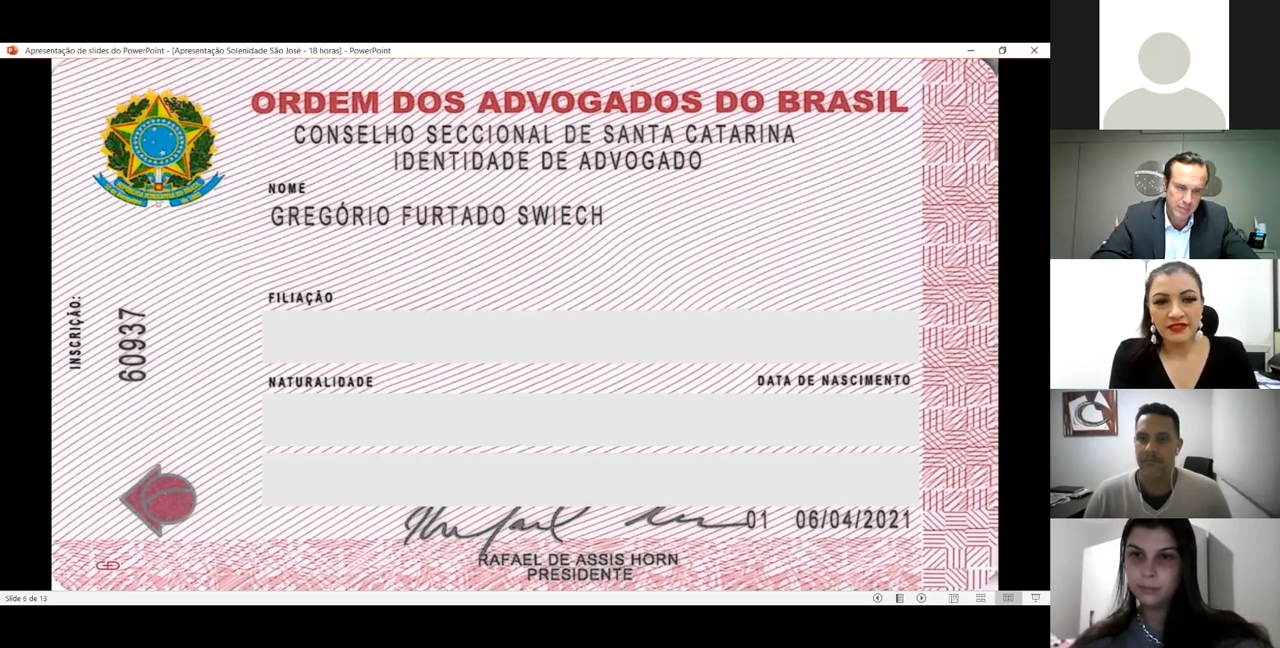 Apresentação de slides do PowerPoint - [Apresentação Solenidade São José - 18 horas] - PowerPoint
ORDEM DOS ADVOGADOS DO BRASIL
CONSELHO SECCIONAL DE SANTA CATARINA
IDENTIDADE DE ADVOGADO
NOME
GREGÓRIO FURTADO SWIECH
FILIAÇÃO
INSCRIÇÃO:
60937
NATURALIDADE
DATA DE NASCIMENTO
01 06/04/2021
RAFAEL DE ASSIS HORN
PRESIDENTE
Slide 6 de 13